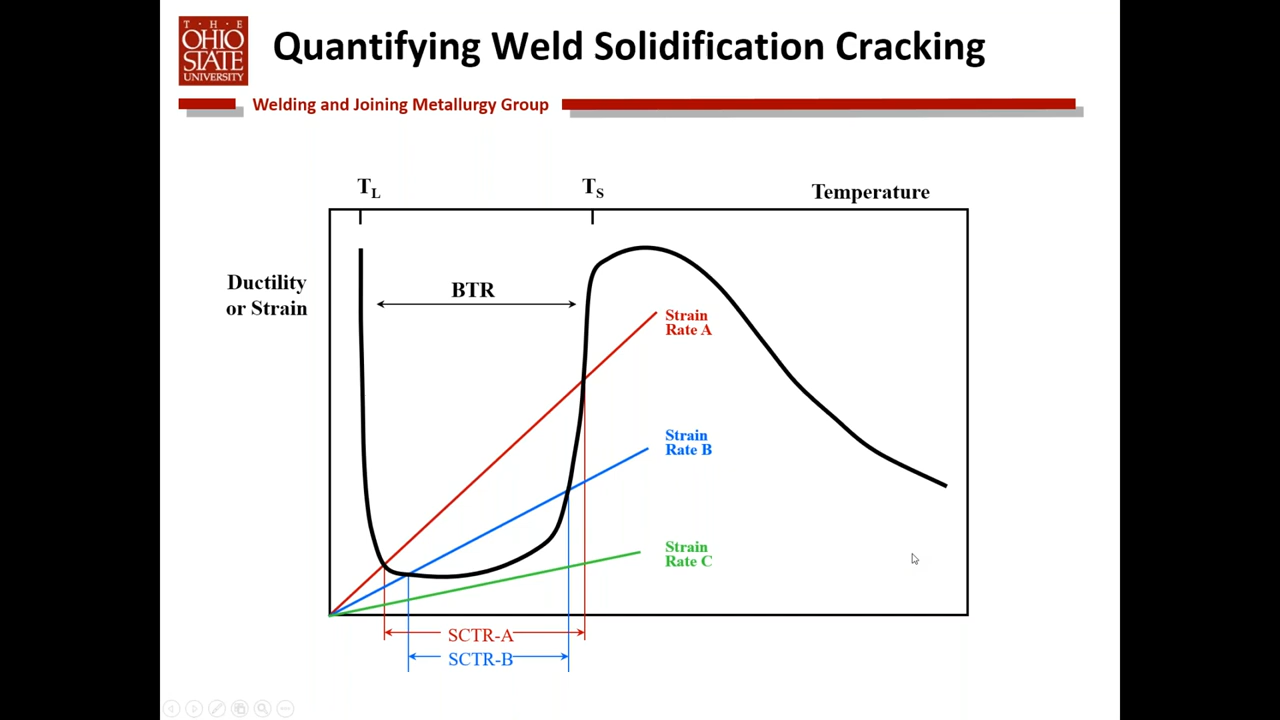 T · H · E
OHIO
STATE
UNIVERSITY
Quantifying Weld Solidification Cracking
Welding and Joining Metallurgy Group
TL
TS
Temperature
Ductility
or Strain
BTR
Strain
Rate A
Strain
Rate B
Strain
Rate C
SCTR-A
SCTR-B